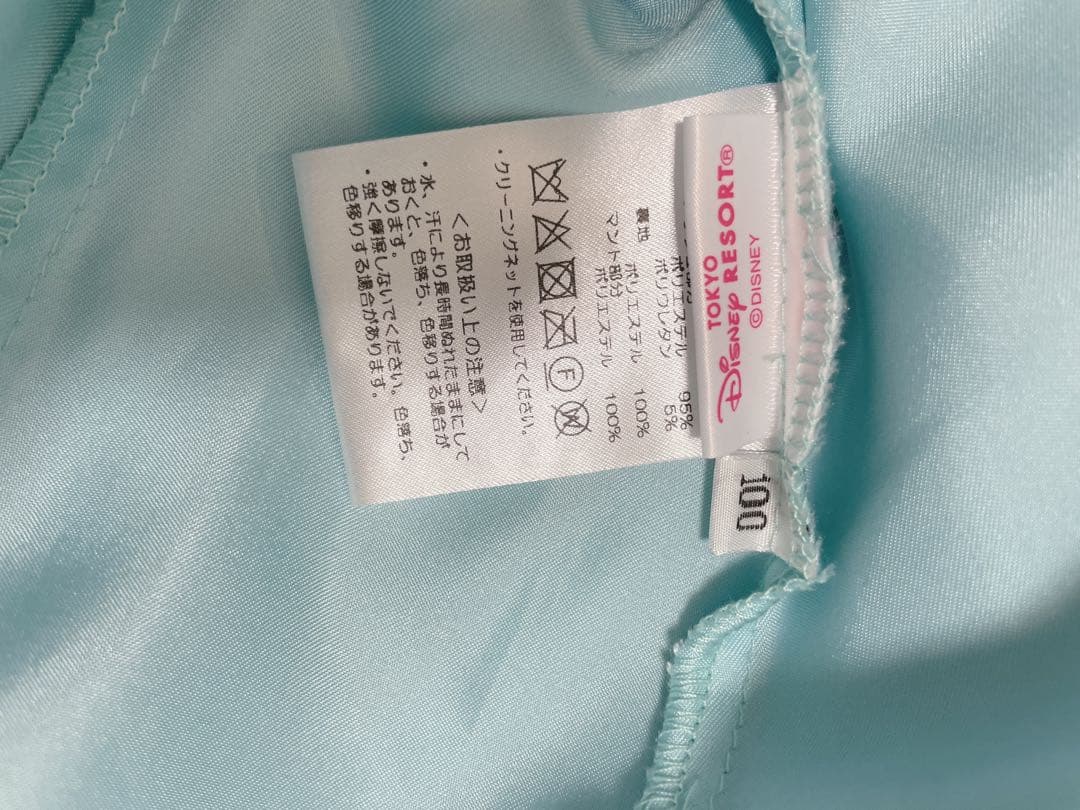 TOKYO
Disney RESORT®
©DISNEY
100
ポリエステル 95%
ポリウレタン 5%
裏地
ポリエステル 100%
マント部分
ポリエステル 100%
F
W
・クリーニングネットを使用してください。
＜お取扱い上の注意＞
・水、汗により長時間ぬれたままにして
おくと、色落ち、色移りする場合が
あります。
・強く摩擦しないでください。色落ち、
色移りする場合があります。